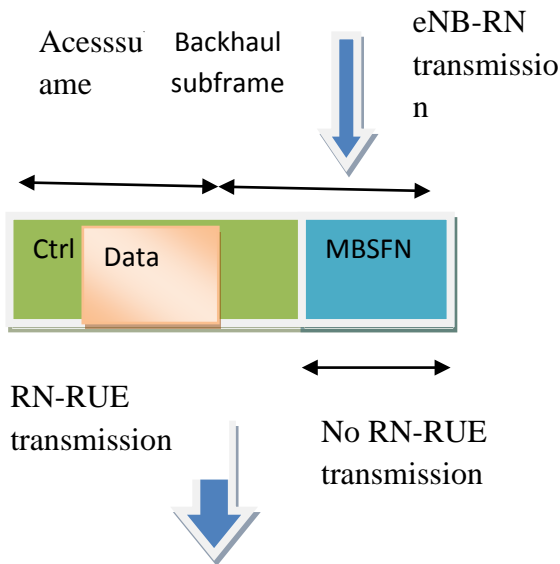 Acesssu
ame
Backhaul
subframe
eNB-RN
transmissio
n
Ctrl
Data
MBSFN
RN-RUE
transmission
No RN-RUE
transmission